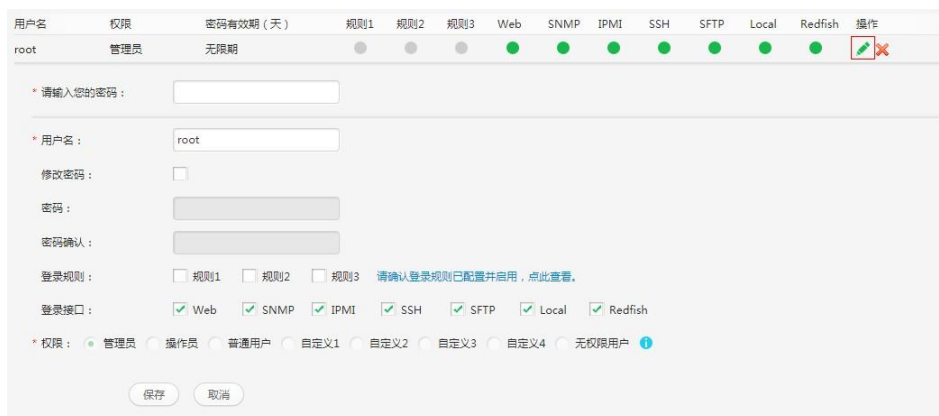 用户名 权限 密码有效期（天） 规则1 规则2 规则3 Web SNMP IPMI SSH SFTP Local Redfish 操作
root 管理员 无限期
* 请输入您的密码：
* 用户名： root
修改密码：
密码：
密码确认：
登录规则： 规则1 规则2 规则3 请确认登录规则已配置并启用，点此查看。
登录接口： Web SNMP IPMI SSH SFTP Local Redfish
* 权限： 管理员 操作员 普通用户 自定义1 自定义2 自定义3 自定义4 无权限用户
保存 取消